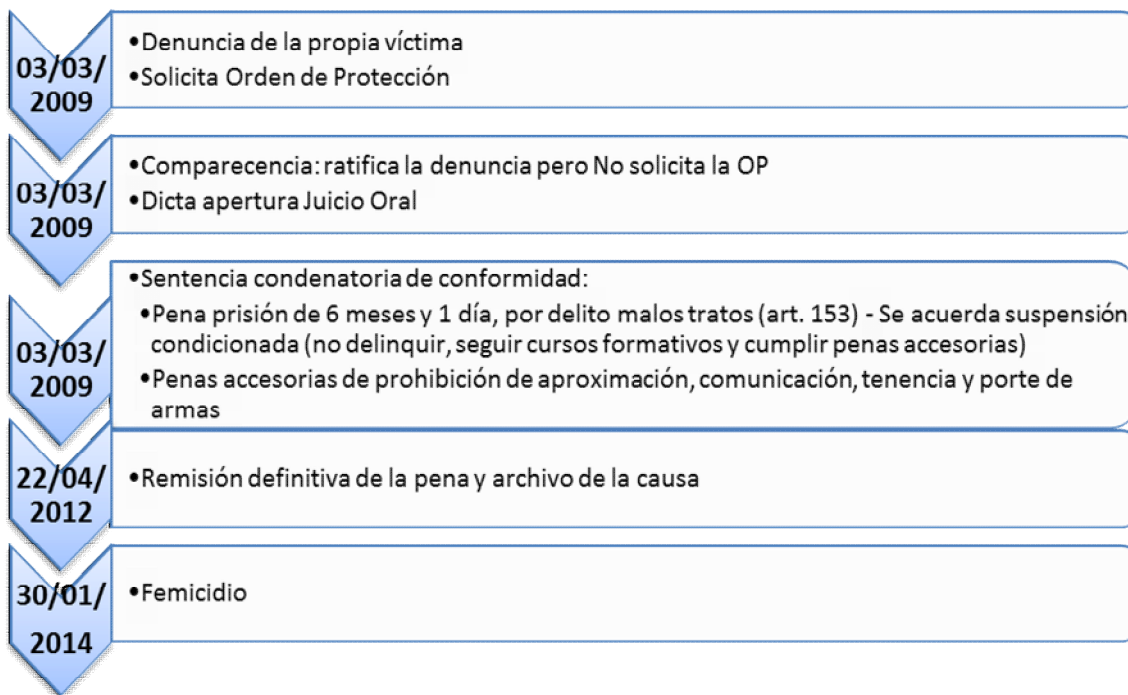 03/03/
2009
•Denuncia de la propia víctima
•Solicita Orden de Protección
03/03/
2009
•Comparecencia: ratifica la denuncia pero No solicita la OP
•Dicta apertura Juicio Oral
03/03/
2009
•Sentencia condenatoria de conformidad:
•Pena prisión de 6 meses y 1 día, por delito malos tratos (art. 153) - Se acuerda suspensión
condicionada (no delinquir, seguir cursos formativos y cumplir penas accesorias)
•Penas accesorias de prohibición de aproximación, comunicación, tenencia y porte de
armas
22/04/
2012
•Remisión definitiva de la pena y archivo de la causa
30/01/
2014
•Femicidio